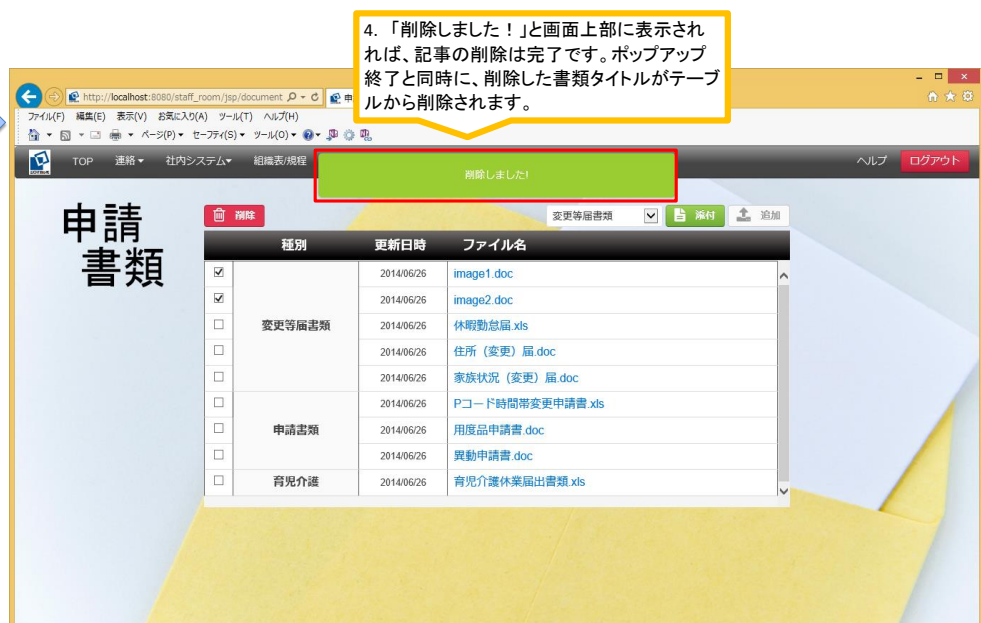 4. 「削除しました！」と画面上部に表示され
れば、記事の削除は完了です。ポップアップ
終了と同時に、削除した書類タイトルがテーブ
ルから削除されます。
http://localhost:8080/staff_room/jsp/document
申
ファイル(F) 編集(E) 表示(V) お気に入り(A) ツール(T) ヘルプ(H)
ページ(P) セーフティ(S) ツール(O)
TOP 連絡 社内システム 組織表/規程 ヘルプ ログアウト
削除しました!
申請
書類
削除 変更等届書類 添付 追加
種別 更新日時 ファイル名
2014/06/26 image1.doc
2014/06/26 image2.doc
変更等届書類 2014/06/26 休暇勤怠届.xls
2014/06/26 住所（変更）届.doc
2014/06/26 家族状況（変更）届.doc
2014/06/26 Pコード時間帯変更申請書.xls
申請書類 2014/06/26 用度品申請書.doc
2014/06/26 異動申請書.doc
育児介護 2014/06/26 育児介護休業届出書類.xls